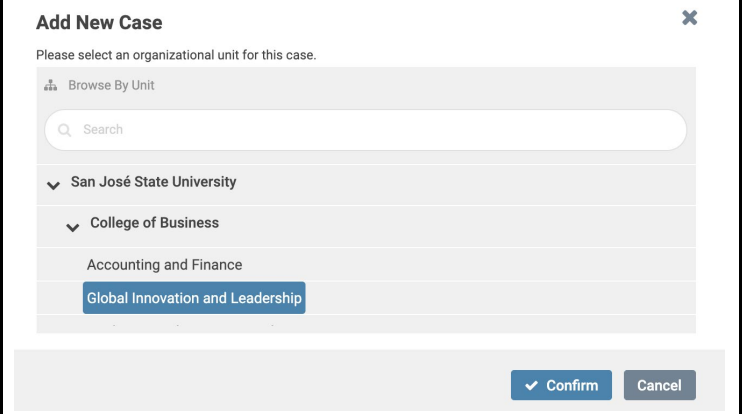 Add New Case
Please select an organizational unit for this case.
Browse By Unit
Search
San José State University
College of Business
Accounting and Finance
Global Innovation and Leadership
Confirm
Cancel